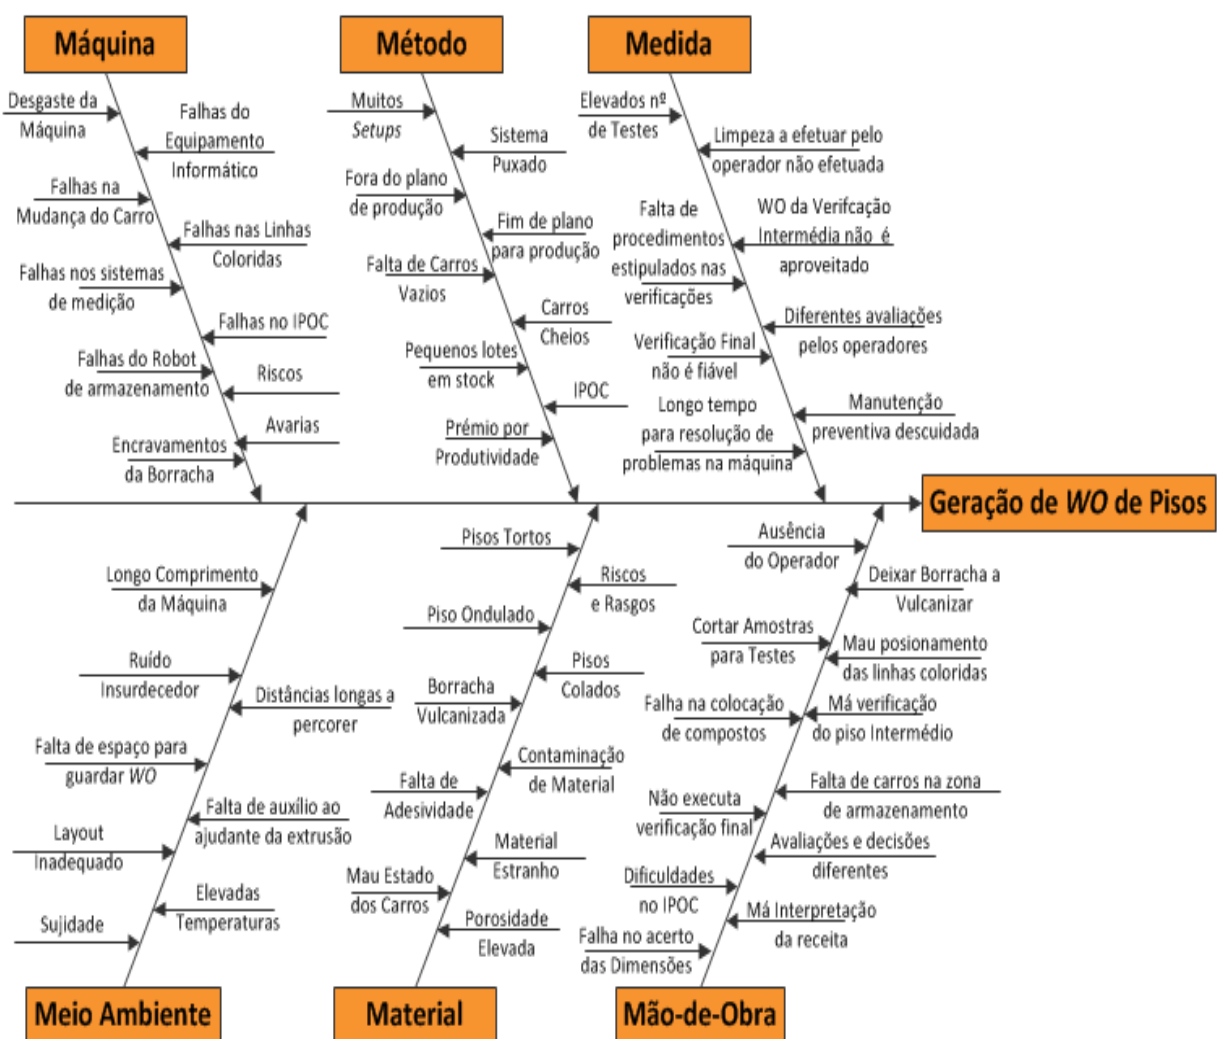 Máquina
Desgaste da
Máquina
Falhas do
Equipamento
Informático
Falhas na
Mudança do Carro
Falhas nas Linhas
Coloridas
Falhas nos sistemas
de medição
Falhas no IPOC
Falhas do Robot
de armazenamento
Riscos
Avarias
Encravamentos
da Borracha
Método
Muitos
Setups
Sistema
Puxado
Fora do plano
de produção
Fim de plano
para produção
Falta de Carros
Vazios
Carros
Cheios
Pequenos lotes
em stock
IPOC
Prémio por
Produtividade
Medida
Elevados nº
de Testes
Limpeza a efetuar pelo
operador não efetuada
Falta de
procedimentos
estipulados nas
verificações
WO da Verifcação
Intermédia não é
aproveitado
Diferentes avaliações
pelos operadores
Verificação Final
não é fiável
Longo tempo
para resolução de
problemas na máquina
Manutenção
preventiva descuidada
Geração de WO de Pisos
Longo Comprimento
da Máquina
Ruído
Insurdecedor
Distâncias longas a
percorer
Falta de espaço para
guardar WO
Falta de auxílio ao
ajudante da extrusão
Layout
Inadequado
Elevadas
Temperaturas
Sujidade
Meio Ambiente
Pisos Tortos
Riscos
e Rasgos
Piso Ondulado
Pisos
Colados
Borracha
Vulcanizada
Contaminação
de Material
Falta de
Adesividade
Material
Estranho
Mau Estado
dos Carros
Porosidade
Elevada
Material
Ausência
do Operador
Deixar Borracha a
Vulcanizar
Cortar Amostras
para Testes
Mau posionamento
das linhas coloridas
Falha na colocação
de compostos
Má verificação
do piso Intermédio
Falta de carros na zona
de armazenamento
Não executa
verificação final
Avaliações e decisões
diferentes
Dificuldades
no IPOC
Má Interpretação
da receita
Falha no acerto
das Dimensões
Mão-de-Obra